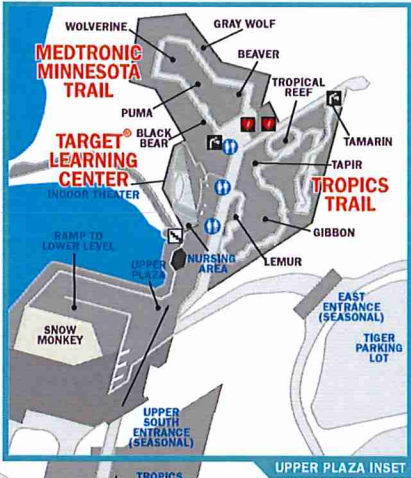 WOLVERINE
GRAY WOLF
MEDTRONIC
MINNESOTA
TRAIL
BEAVER
TROPICAL
REEF
PUMA
TARGET®
LEARNING
CENTER
BLACK
BEAR
INDOOR THEATER
TAMARIN
TAPIR
TROPICS
TRAIL
GIBBON
LEMUR
NURSING
AREA
RAMP TO
LOWER LEVEL
UPPER
PLAZA
SNOW
MONKEY
EAST
ENTRANCE
(SEASONAL)
TIGER
PARKING
LOT
UPPER
SOUTH
ENTRANCE
(SEASONAL)
TROPICS
UPPER PLAZA INSET